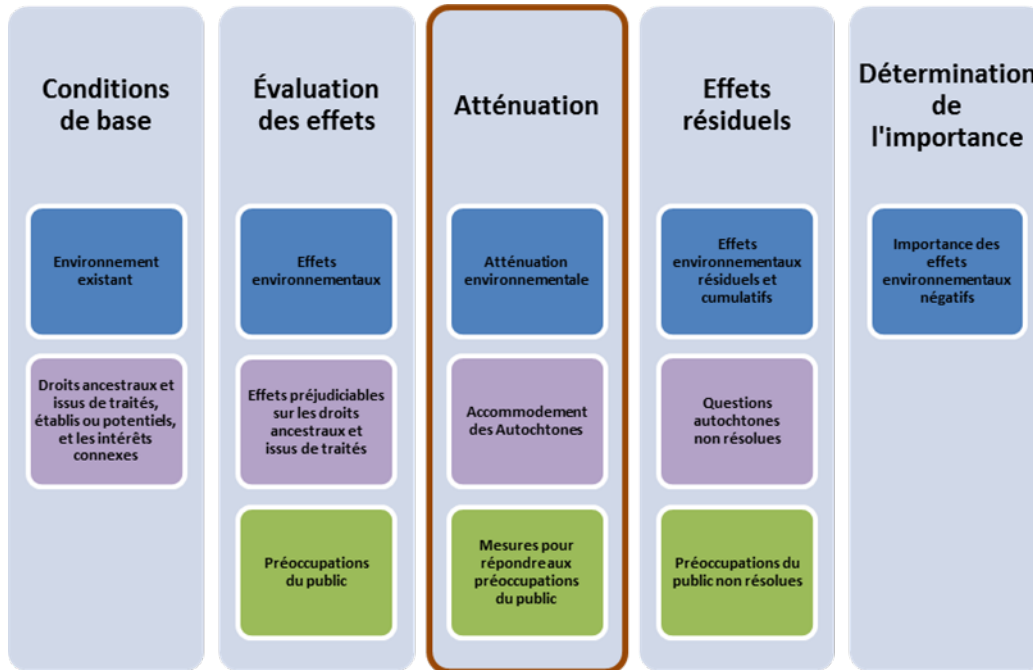 Conditions
de base
Environnement
existant
Droits ancestraux et
issus de traités,
établis ou potentiels,
et les intérêts
connexes
Évaluation
des effets
Effets
environnementaux
Effets préjudiciables
sur les droits
ancestraux et
issus de traités
Préoccupations
du public
Atténuation
Atténuation
environnementale
Accommodement
des Autochtones
Mesures pour
répondre aux
préoccupations
du public
Effets
résiduels
Effets
environnementaux
résiduels et
cumulatifs
Questions
autochtones
non résolues
Préoccupations du
public non résolues
Détermination
de
l'importance
Importance des
effets
environnementaux
négatifs